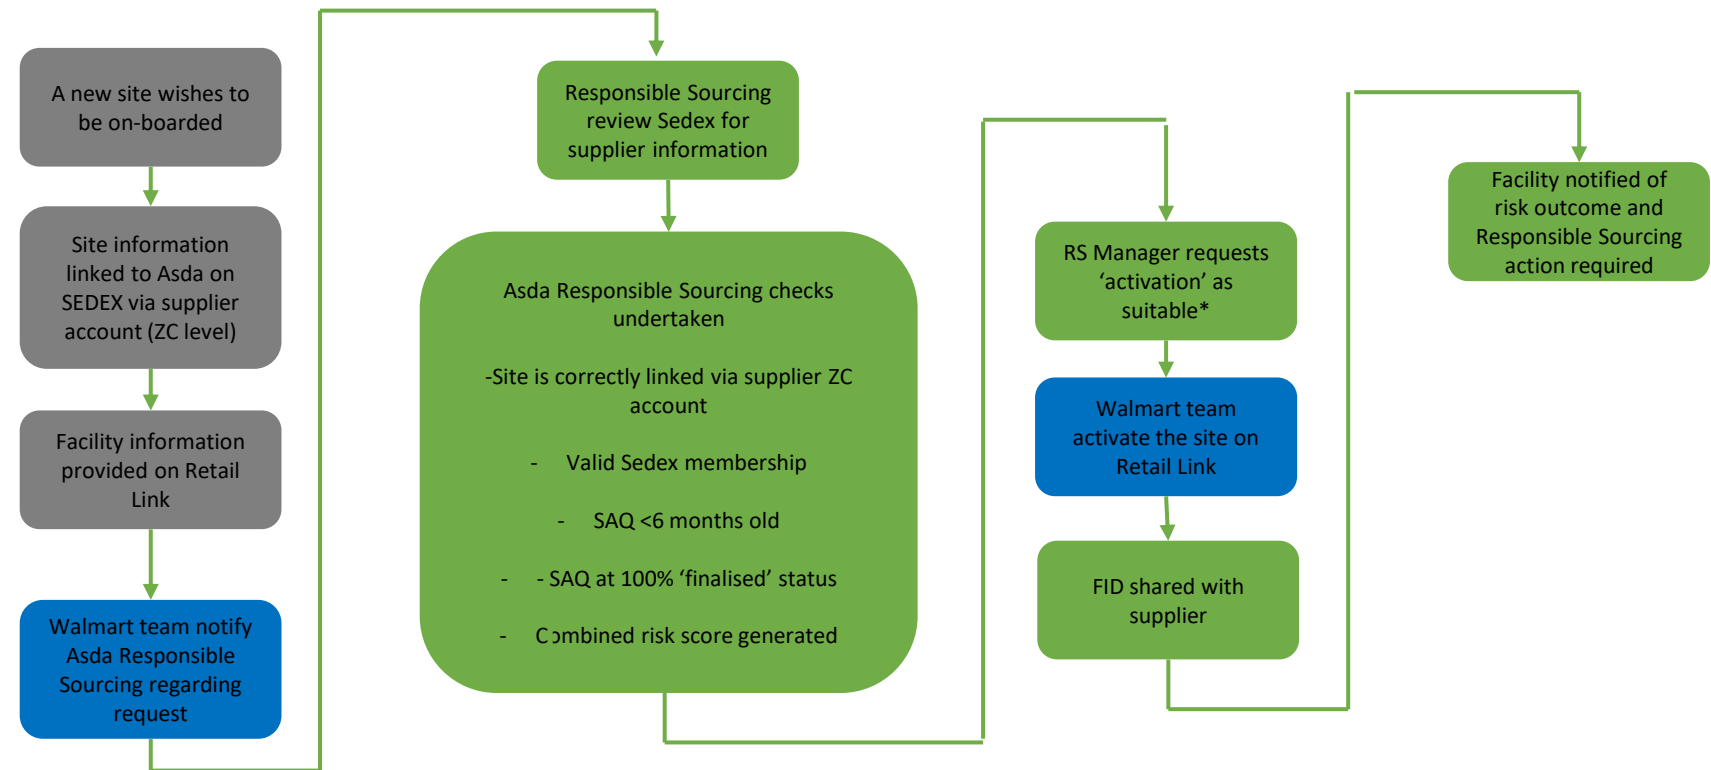 A new site wishes to
be on-boarded
Site information
linked to Asda on
SEDEX via supplier
account (ZC level)
Facility information
provided on Retail
Link
Walmart team notify
Asda Responsible
Sourcing regarding
request
Responsible Sourcing
review Sedex for
supplier information
Asda Responsible Sourcing checks
undertaken
-Site is correctly linked via supplier ZC
account
- Valid Sedex membership
- SAQ <6 months old
- - SAQ at 100% ‘finalised’ status
- Combined risk score generated
RS Manager requests
‘activation’ as
suitable*
Walmart team
activate the site on
Retail Link
FID shared with
supplier
Facility notified of
risk outcome and
Responsible Sourcing
action required